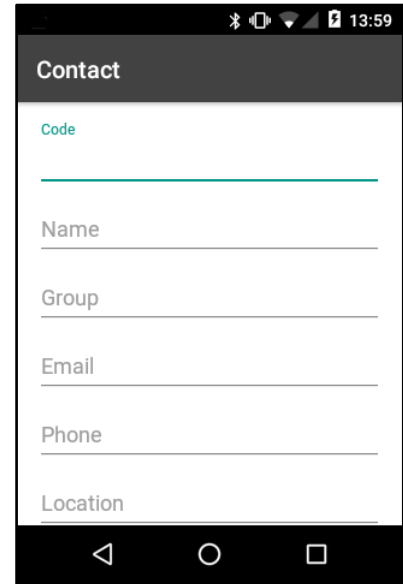 13:59
Contact
Code
Name
Group
Email
Phone
Location